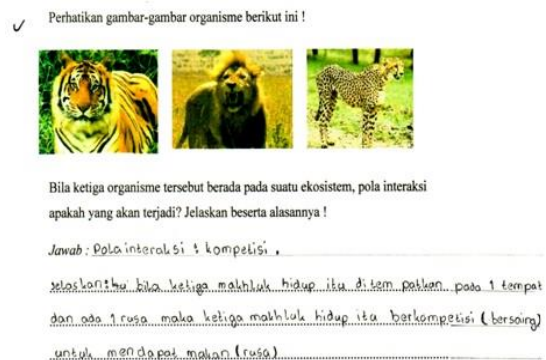 Perhatikan gambar-gambar organisme berikut ini !
Bila ketiga organisme tersebut berada pada suatu ekosistem, pola interaksi
apakah yang akan terjadi? Jelaskan beserta alasannya !
Jawab : Pola interaksi : kompetisi .
bila ketiga makhluk hidup itu di tempatkan pada 1 tempat
dan ada 1 rusa maka ketiga makhluk hidup itu berkompetisi (bersaing)
untuk mendapat makan (rusa)